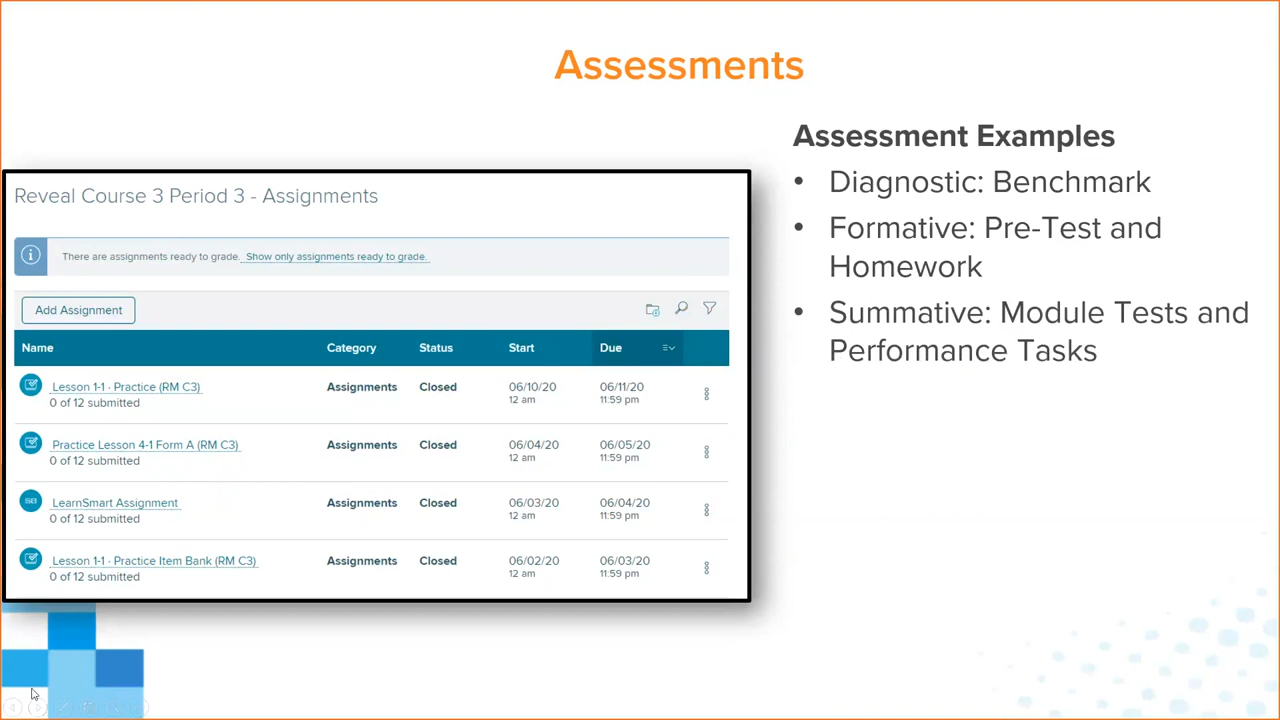 Assessments
Reveal Course 3 Period 3 - Assignments
There are assignments ready to grade. Show only assignments ready to grade.
Add Assignment
Name Category Status Start Due
Lesson 1-1 - Practice (RM C3) Assignments Closed 06/10/20 06/11/20
0 of 12 submitted 12 am 11:59 pm
Practice Lesson 4-1 Form A (RM C3) Assignments Closed 06/04/20 06/05/20
0 of 12 submitted 12 am 11:59 pm
SB LearnSmart Assignment Assignments Closed 06/03/20 06/04/20
0 of 12 submitted 12 am 11:59 pm
Lesson 1-1 - Practice Item Bank (RM C3) Assignments Closed 06/02/20 06/03/20
0 of 12 submitted 12 am 11:59 pm
Assessment Examples
• Diagnostic: Benchmark
• Formative: Pre-Test and
Homework
• Summative: Module Tests and
Performance Tasks